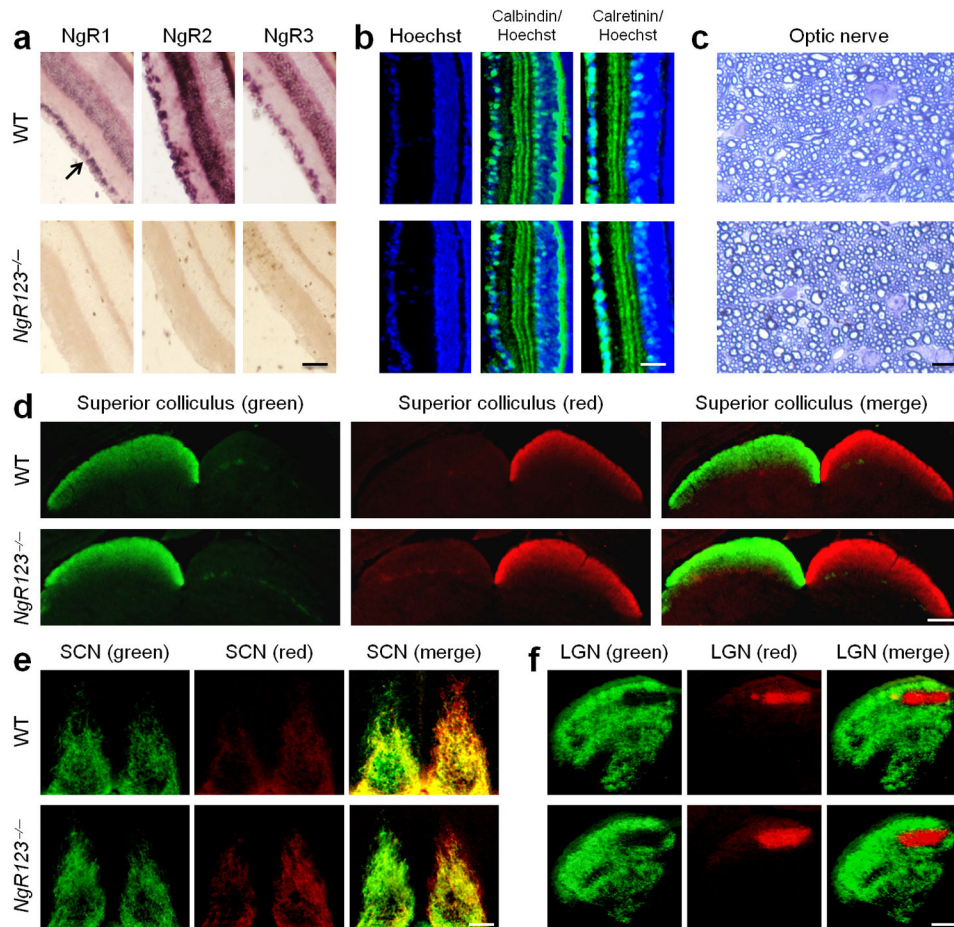 a
NgR1
NgR2
NgR3
WT
NgR123–/–
b
Hoechst
Calbindin/
Hoechst
Calretinin/
Hoechst
c
Optic nerve
d
Superior colliculus (green)
Superior colliculus (red)
Superior colliculus (merge)
WT
NgR123–/–
e
SCN (green)
SCN (red)
SCN (merge)
WT
NgR123–/–
f
LGN (green)
LGN (red)
LGN (merge)